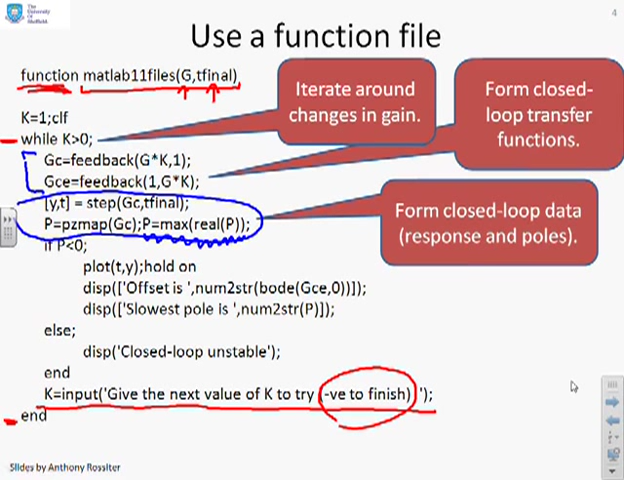 The
University
Of
Sheffield.
4
Use a function file
function matlab11files(G,tfinal)
K=1;clf
while K>0;
Gc=feedback(G*K,1);
Gce=feedback(1,G*K);
[y,t] = step(Gc,tfinal);
P=pzmap(Gc);P=max(real(P));
if P<0;
plot(t,y);hold on
disp(['Offset is ',num2str(bode(Gce,0))]);
disp(['Slowest pole is ',num2str(P)]);
else;
disp('Closed-loop unstable');
end
K=input('Give the next value of K to try (-ve to finish) ');
end
Iterate around
changes in gain.
Form closed-
loop transfer
functions.
Form closed-loop data
(response and poles).
Slides by Anthony Rossiter